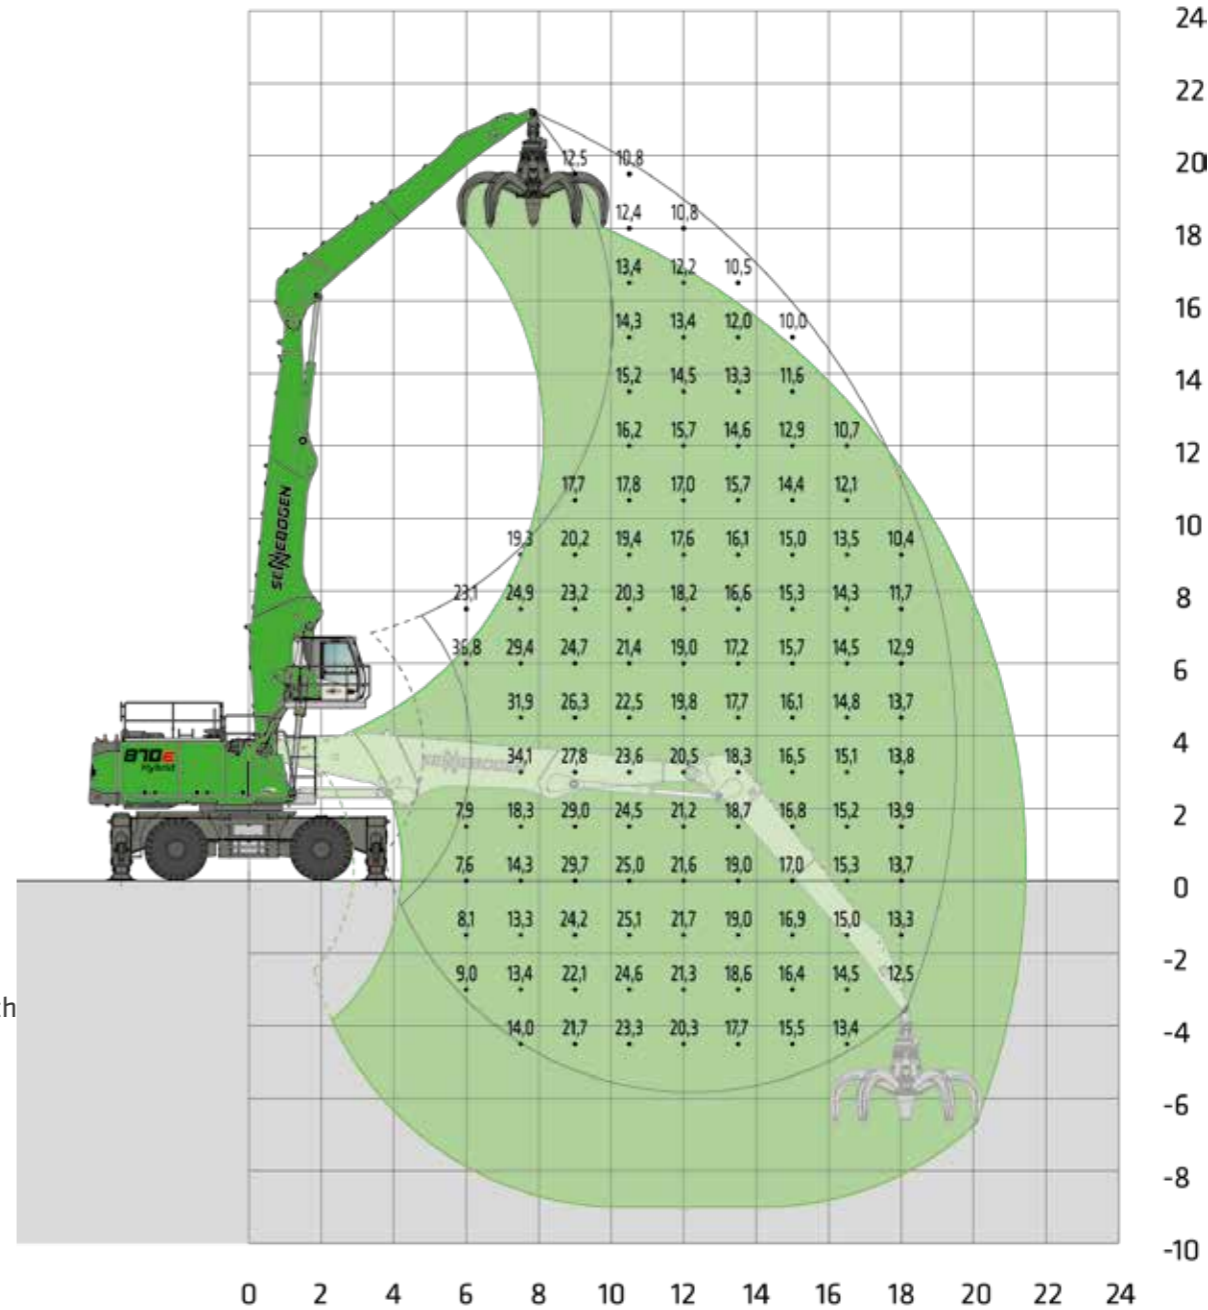 24
22
12,5 10,8 20
12,4 10,8
18
13,4 12,2 10,5
16
14,3 13,4 12,0 10,0
15,2 14,5 13,3 11,6 14
16,2 15,7 14,6 12,9 10,7
12
17,7 17,8 17,0 15,7 14,4 12,1
SENNEBOGEN
10
19,3 20,2 19,4 17,6 16,1 15,0 13,5 10,4
23,1 24,9 23,2 20,3 18,2 16,6 15,3 14,3 11,7 8
29,4 24,7 21,4 19,0 17,2 15,7 14,5 12,9
6
31,9 26,3 22,5 19,8 17,7 16,1 14,8 13,7
4
870E
Hybrid
SENNEBOGEN
34,1 27,8 23,6 20,5 18,3 16,5 15,1 13,8
7,9 18,3 29,0 24,5 21,2 18,7 16,8 15,2 13,9 2
7,6 14,3 29,7 25,0 21,6 19,0 17,0 15,3 13,7
0
8,1 13,3 24,2 25,1 21,7 19,0 16,9 15,0 13,3
-2
9,0 13,4 22,1 24,6 21,3 18,6 16,4 14,5 12,5
th
14,0 21,7 23,3 20,3 17,7 15,5 13,4 -4
-6
-8
-10
0 2 4 6 8 10 12 14 16 18 20 22 24